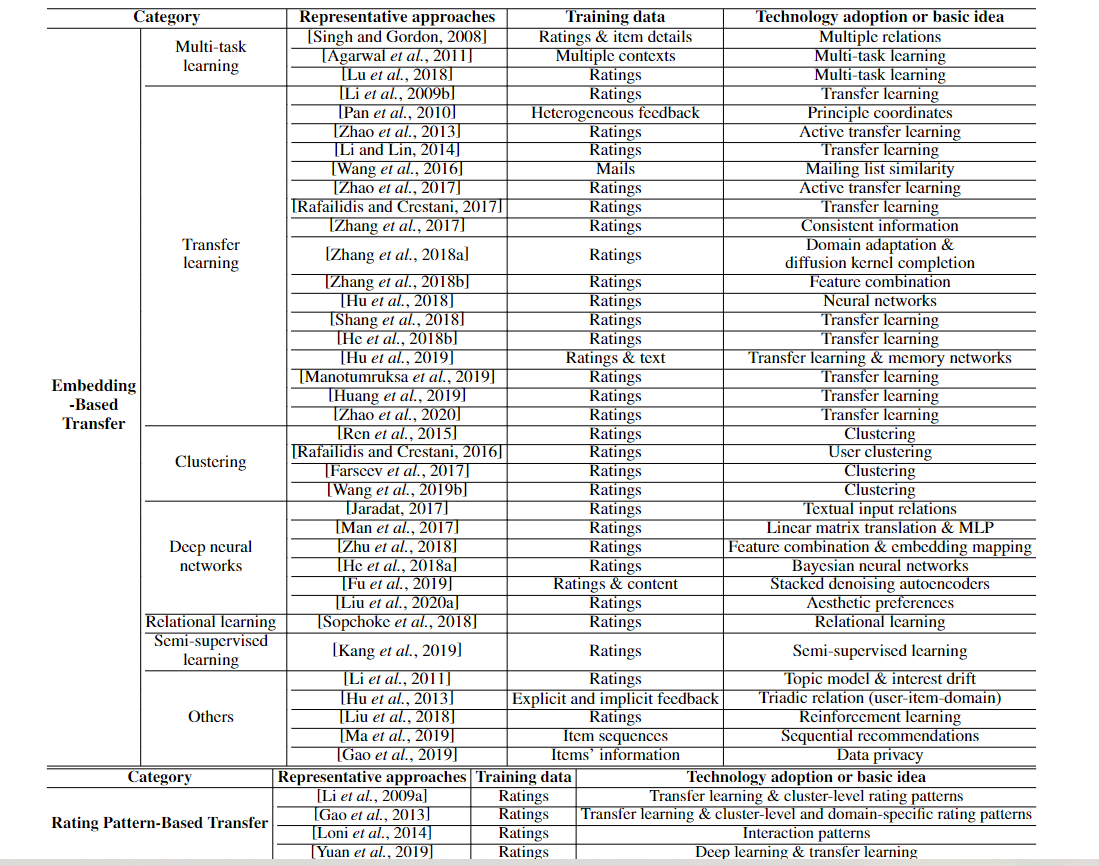 Category Representative approaches Training data Technology adoption or basic idea
Embedding
-Based
Transfer
Multi-task
learning
[Singh and Gordon, 2008] Ratings & item details Multiple relations
[Agarwal et al., 2011] Multiple contexts Multi-task learning
[Lu et al., 2018] Ratings Multi-task learning
Transfer
learning
[Li et al., 2009b] Ratings Transfer learning
[Pan et al., 2010] Heterogeneous feedback Principle coordinates
[Zhao et al., 2013] Ratings Active transfer learning
[Li and Lin, 2014] Ratings Transfer learning
[Wang et al., 2016] Mails Mailing list similarity
[Zhao et al., 2017] Ratings Active transfer learning
[Rafailidis and Crestani, 2017] Ratings Transfer learning
[Zhang et al., 2017] Ratings Consistent information
[Zhang et al., 2018a] Ratings Domain adaptation &
diffusion kernel completion
[Zhang et al., 2018b] Ratings Feature combination
[Hu et al., 2018] Ratings Neural networks
[Shang et al., 2018] Ratings Transfer learning
[He et al., 2018b] Ratings Transfer learning
[Hu et al., 2019] Ratings & text Transfer learning & memory networks
[Manotumruksa et al., 2019] Ratings Transfer learning
[Huang et al., 2019] Ratings Transfer learning
[Zhao et al., 2020] Ratings Transfer learning
Clustering
[Ren et al., 2015] Ratings Clustering
[Rafailidis and Crestani, 2016] Ratings User clustering
[Farseev et al., 2017] Ratings Clustering
[Wang et al., 2019b] Ratings Clustering
Deep neural
networks
[Jaradat, 2017] Ratings Textual input relations
[Man et al., 2017] Ratings Linear matrix translation & MLP
[Zhu et al., 2018] Ratings Feature combination & embedding mapping
[He et al., 2018a] Ratings Bayesian neural networks
[Fu et al., 2019] Ratings & content Stacked denoising autoencoders
[Liu et al., 2020a] Ratings Aesthetic preferences
Relational learning [Sopchoke et al., 2018] Ratings Relational learning
Semi-supervised
learning
[Kang et al., 2019] Ratings Semi-supervised learning
Others
[Li et al., 2011] Ratings Topic model & interest drift
[Hu et al., 2013] Explicit and implicit feedback Triadic relation (user-item-domain)
[Liu et al., 2018] Ratings Reinforcement learning
[Ma et al., 2019] Item sequences Sequential recommendations
[Gao et al., 2019] Items' information Data privacy
Category Representative approaches Training data Technology adoption or basic idea
Rating Pattern-Based Transfer
[Li et al., 2009a] Ratings Transfer learning & cluster-level rating patterns
[Gao et al., 2013] Ratings Transfer learning & cluster-level and domain-specific rating patterns
[Loni et al., 2014] Ratings Interaction patterns
[Yuan et al., 2019] Ratings Deep learning & transfer learning